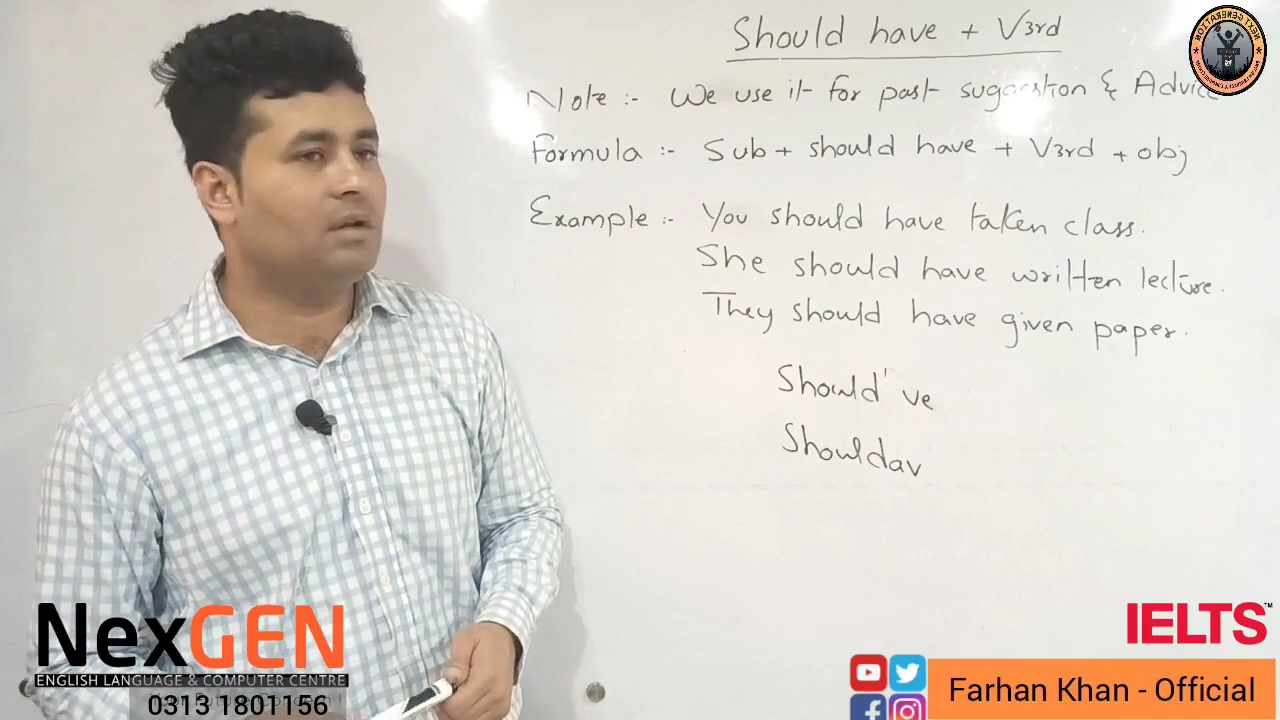 Should have + V3rd
Note :- We use it for past suggestion & Advice
Formula :- Sub + should have + V3rd + obj
Example :- You should have taken class.
She should have written lecture.
They should have given paper.
Should've
Shouldav
NexGEN
ENGLISH LANGUAGE & COMPUTER CENTRE
0313 1801156
IELTS™
Farhan Khan - Official